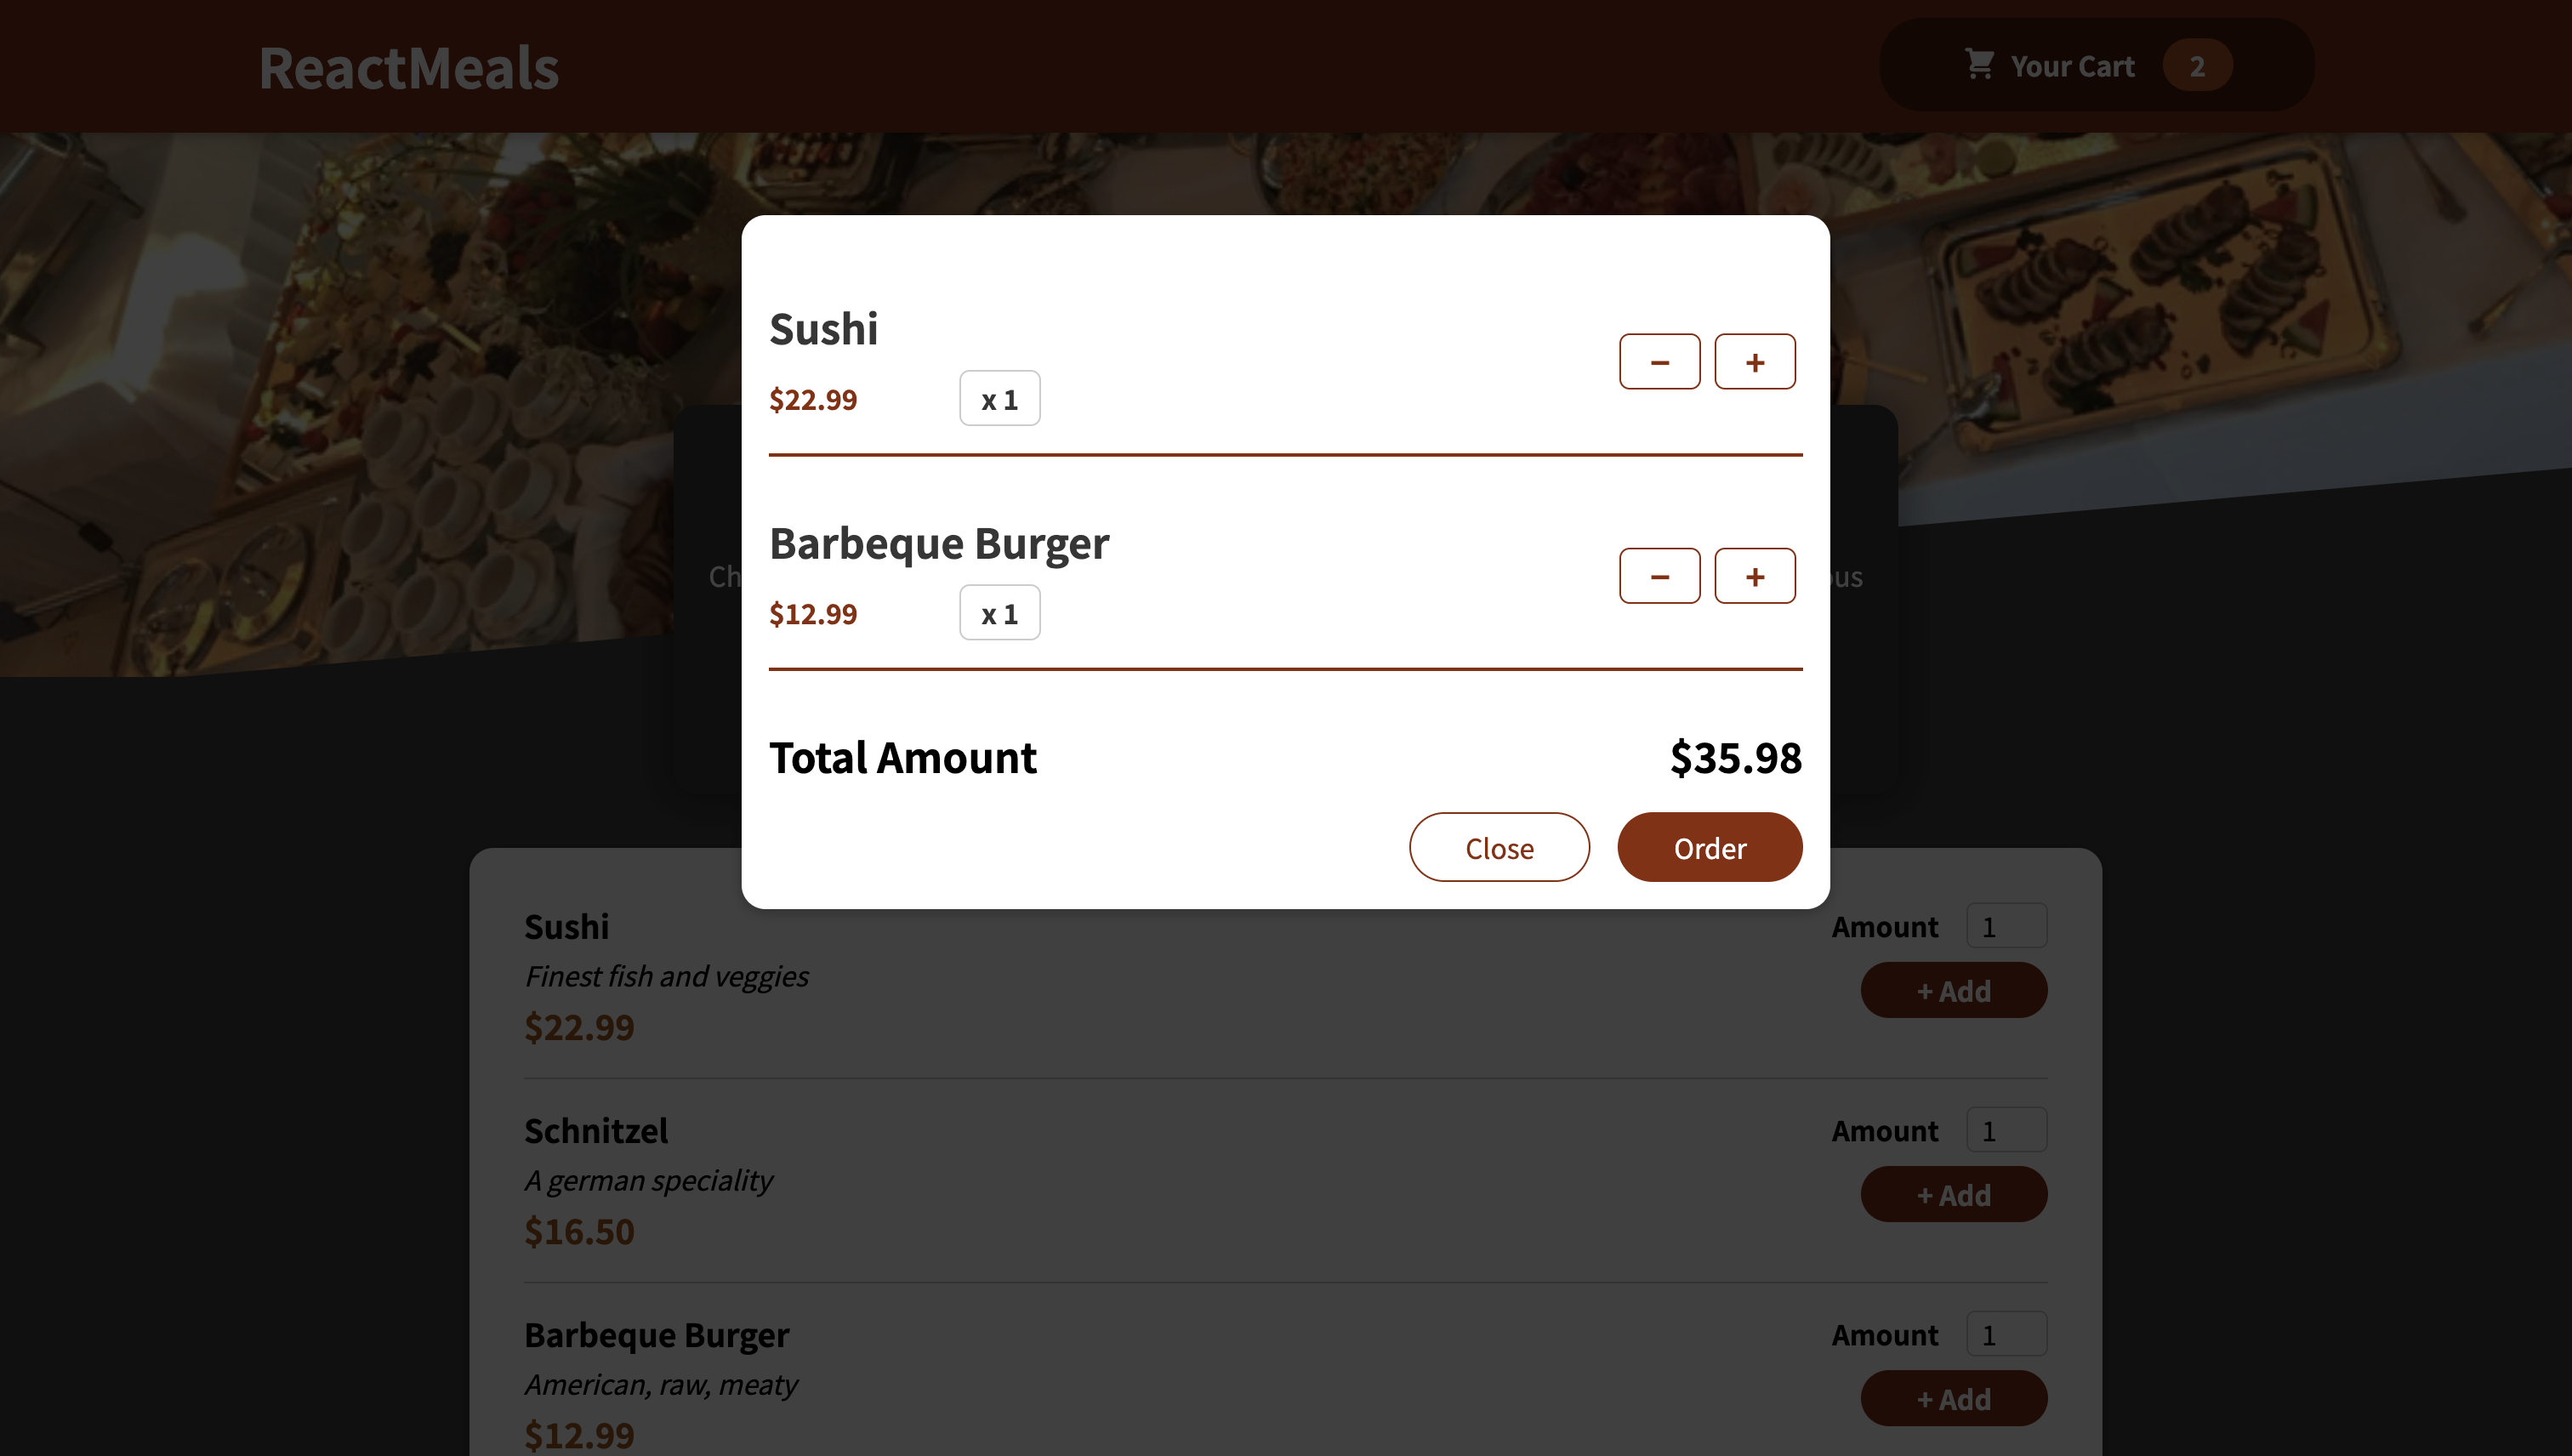 ReactMeals
Your Cart 2
Sushi
$22.99 x 1
− +
Barbeque Burger
$12.99 x 1
− +
Total Amount $35.98
Close Order
Sushi
Finest fish and veggies
$22.99
Amount 1
+ Add
Schnitzel
A german speciality
$16.50
Amount 1
+ Add
Barbeque Burger
American, raw, meaty
$12.99
Amount 1
+ Add